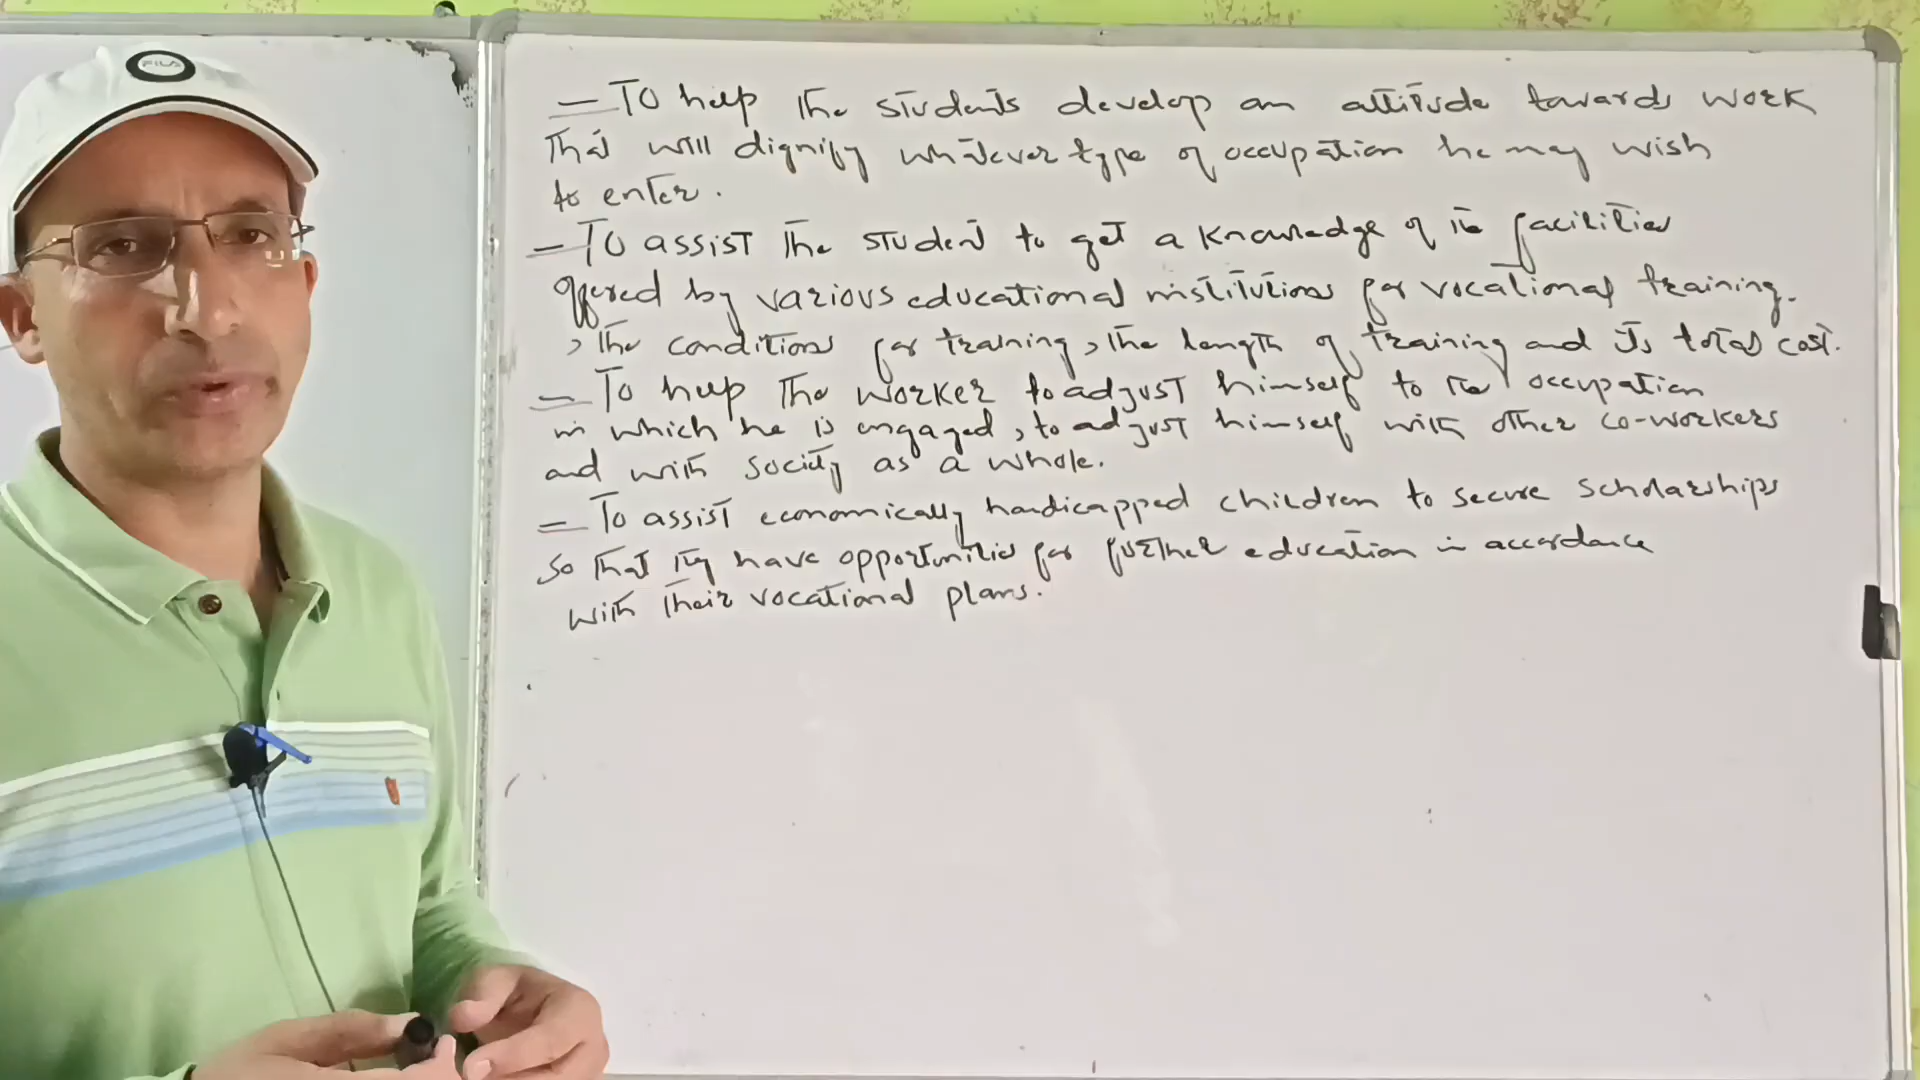 FILA
— To help the students develop an attitude towards work
that will dignify whatever type of occupation he may wish
to enter.
— To assist the student to get a knowledge of the facilities
offered by various educational institutions for vocational training.
, the conditions for training, the length of training and its total cost.
— To help the worker to adjust himself to the occupation
in which he is engaged, to adjust himself with other co-workers
and with society as a whole.
— To assist economically handicapped children to secure scholarships
so that they have opportunities for further education in accordance
with their vocational plans.